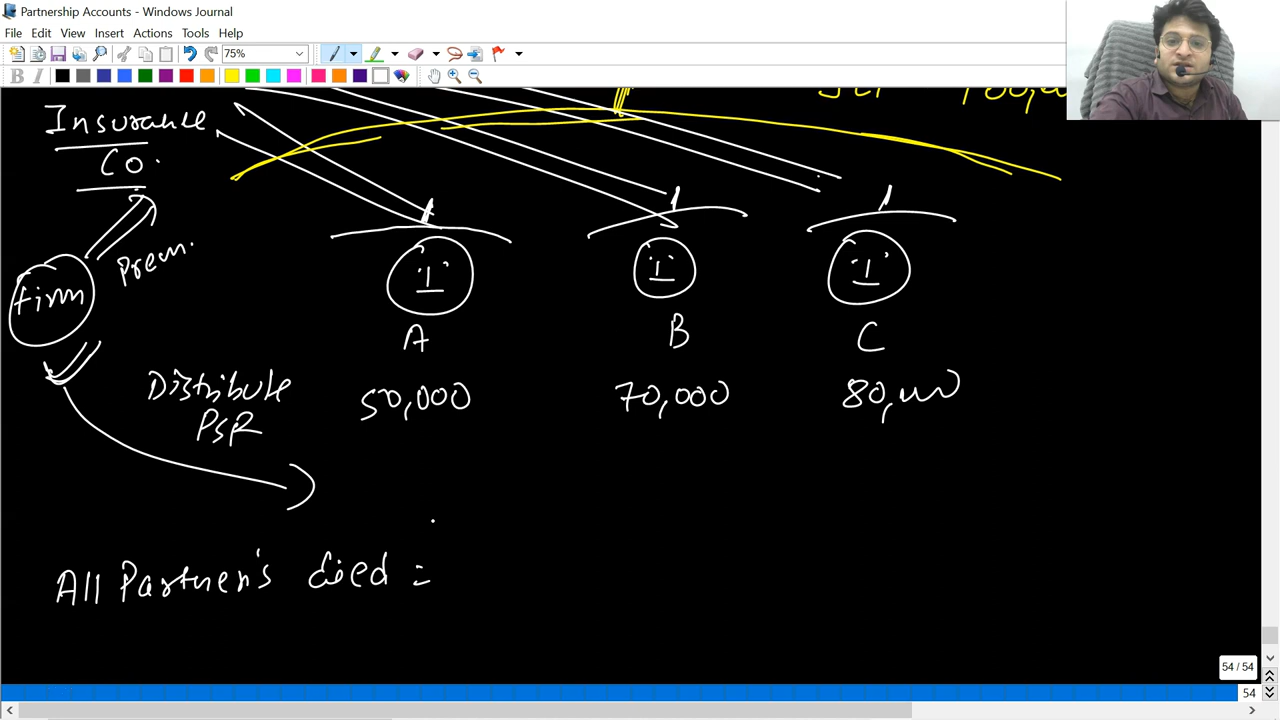 Partnership Accounts - Windows Journal
File Edit View Insert Actions Tools Help
75%
B I
Insurance
Co.
Prem.
firm
A B C
Distribute 50,000 70,000 80,000
PSR
All Partner's died =
54 / 54
54